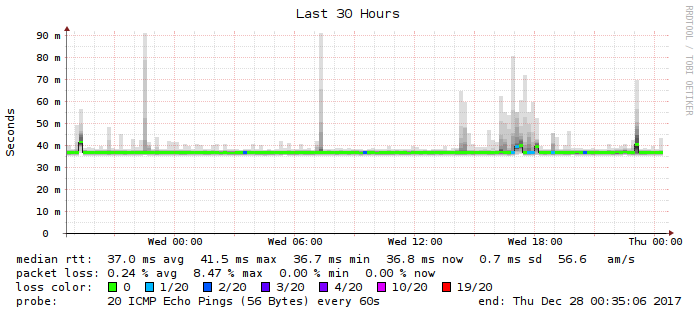 Last 30 Hours
RRDTOOL / TOBI OETIKER
Seconds
90 m
80 m
70 m
60 m
50 m
40 m
30 m
20 m
10 m
0
Wed 00:00 Wed 06:00 Wed 12:00 Wed 18:00 Thu 00:00
median rtt: 37.0 ms avg 41.5 ms max 36.7 ms min 36.8 ms now 0.7 ms sd 56.6 am/s
packet loss: 0.24 % avg 8.47 % max 0.00 % min 0.00 % now
loss color: 0 1/20 2/20 3/20 4/20 10/20 19/20
probe: 20 ICMP Echo Pings (56 Bytes) every 60s end: Thu Dec 28 00:35:06 2017